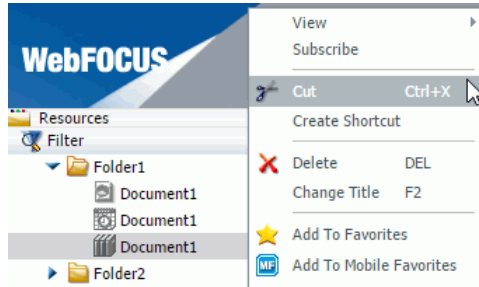 WebFOCUS
Resources
Filter
Folder1
Document1
Document1
Document1
Folder2
View
Subscribe
Cut Ctrl+X
Create Shortcut
Delete DEL
Change Title F2
Add To Favorites
MF Add To Mobile Favorites